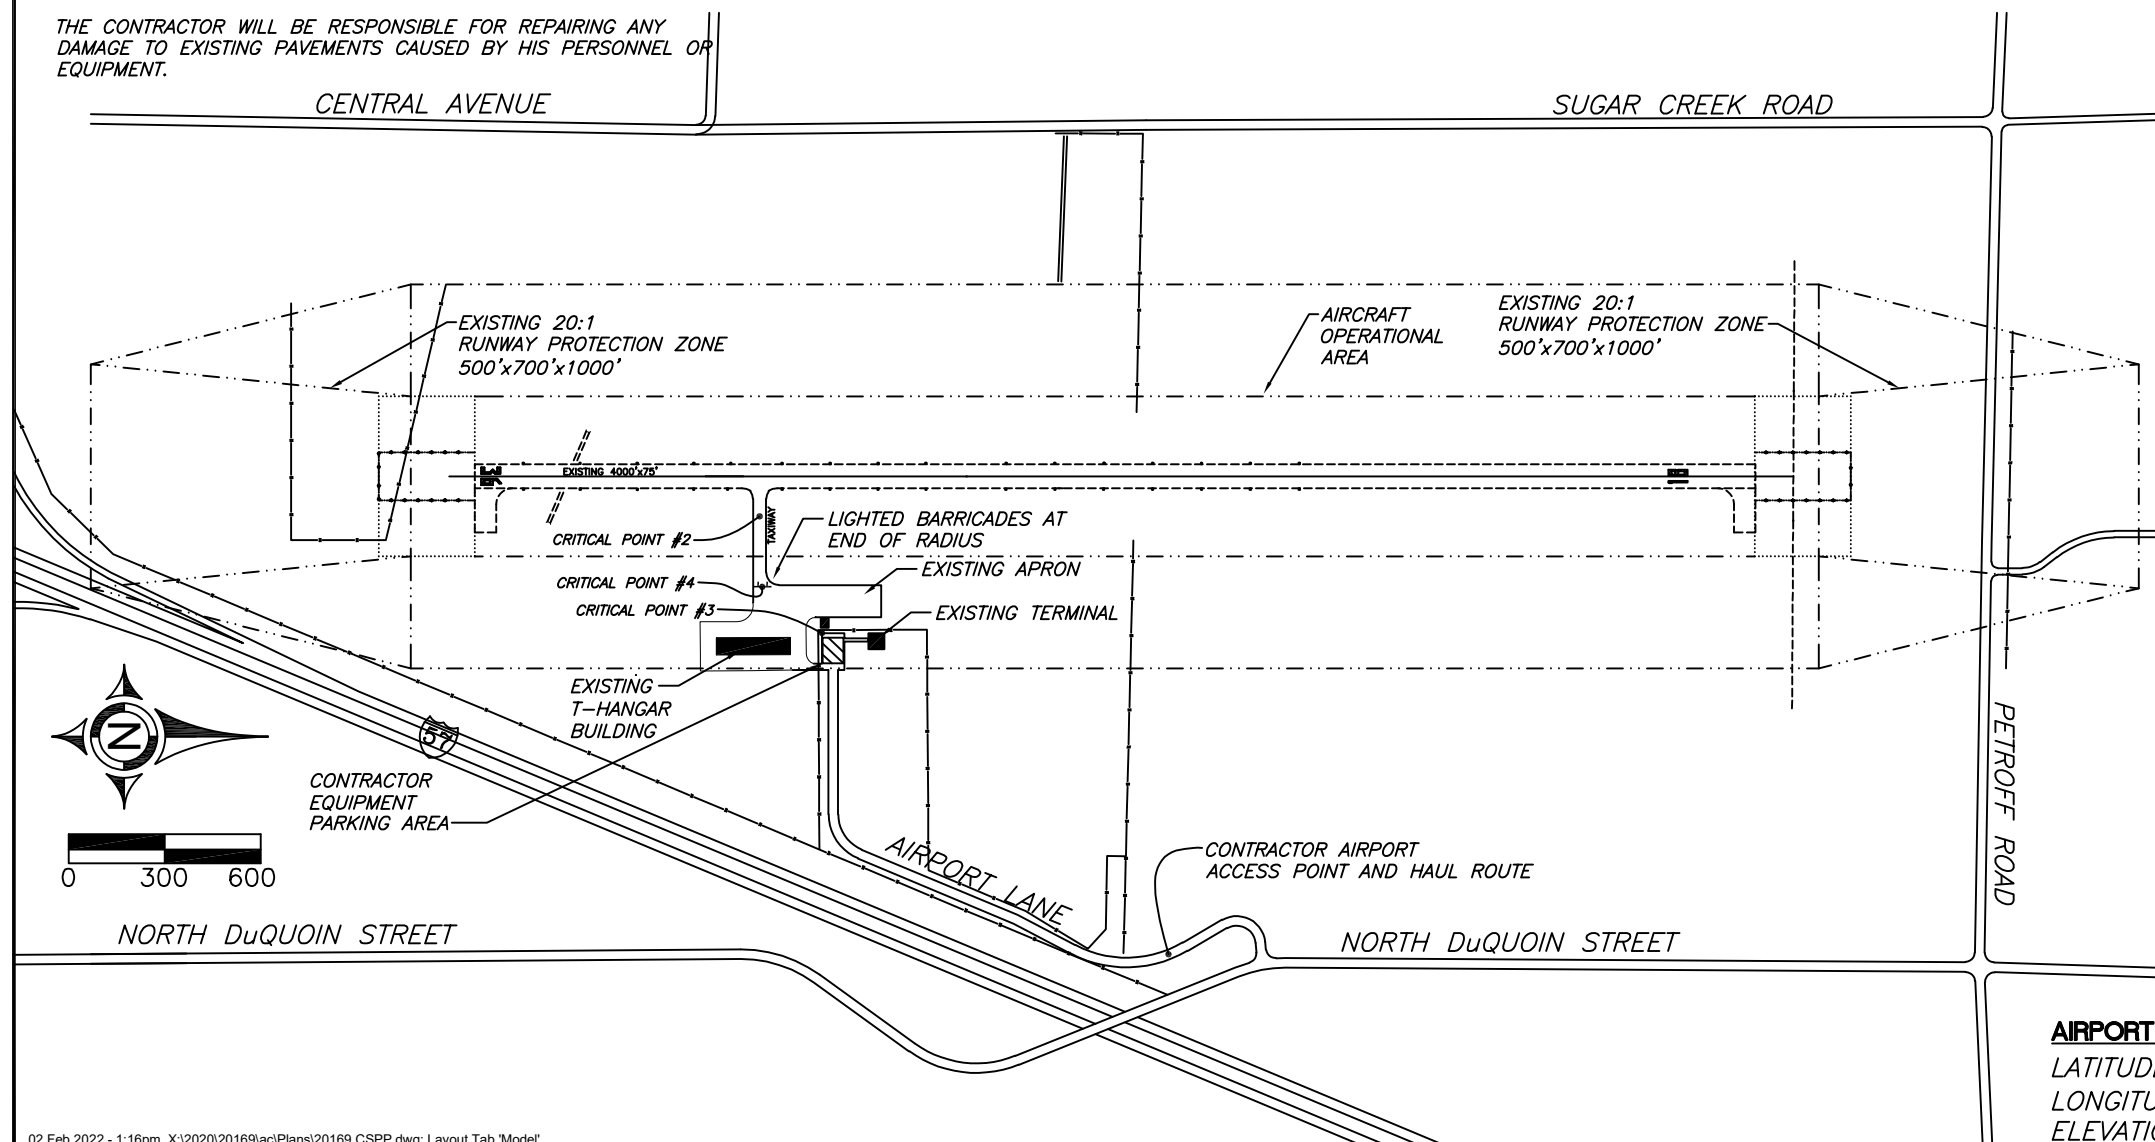 THE CONTRACTOR WILL BE RESPONSIBLE FOR REPAIRING ANY
DAMAGE TO EXISTING PAVEMENTS CAUSED BY HIS PERSONNEL OR
EQUIPMENT.
CENTRAL AVENUE
SUGAR CREEK ROAD
EXISTING 20:1
RUNWAY PROTECTION ZONE
500'x700'x1000'
AIRCRAFT
OPERATIONAL
AREA
EXISTING 20:1
RUNWAY PROTECTION ZONE
500'x700'x1000'
EXISTING 4000'x75'
36
18
TAXIWAY
CRITICAL POINT #2
LIGHTED BARRICADES AT
END OF RADIUS
CRITICAL POINT #4
EXISTING APRON
CRITICAL POINT #3
EXISTING TERMINAL
EXISTING
T-HANGAR
BUILDING
57
N
CONTRACTOR
EQUIPMENT
PARKING AREA
0 300 600
AIRPORT LANE
CONTRACTOR AIRPORT
ACCESS POINT AND HAUL ROUTE
PETROFF ROAD
NORTH DuQUOIN STREET
NORTH DuQUOIN STREET
AIRPORT
LATITUDE
LONGITU
ELEVATIO
02 Feb 2022 - 1:16pm X:\2020\20169\ac\Plans\20169 CSPP.dwg; Layout Tab 'Model'